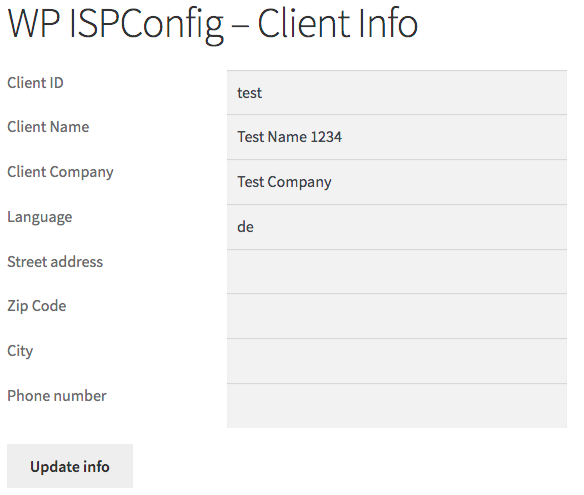 WP ISPConfig – Client Info
Client ID test
Client Name Test Name 1234
Client Company Test Company
Language de
Street address
Zip Code
City
Phone number
Update info